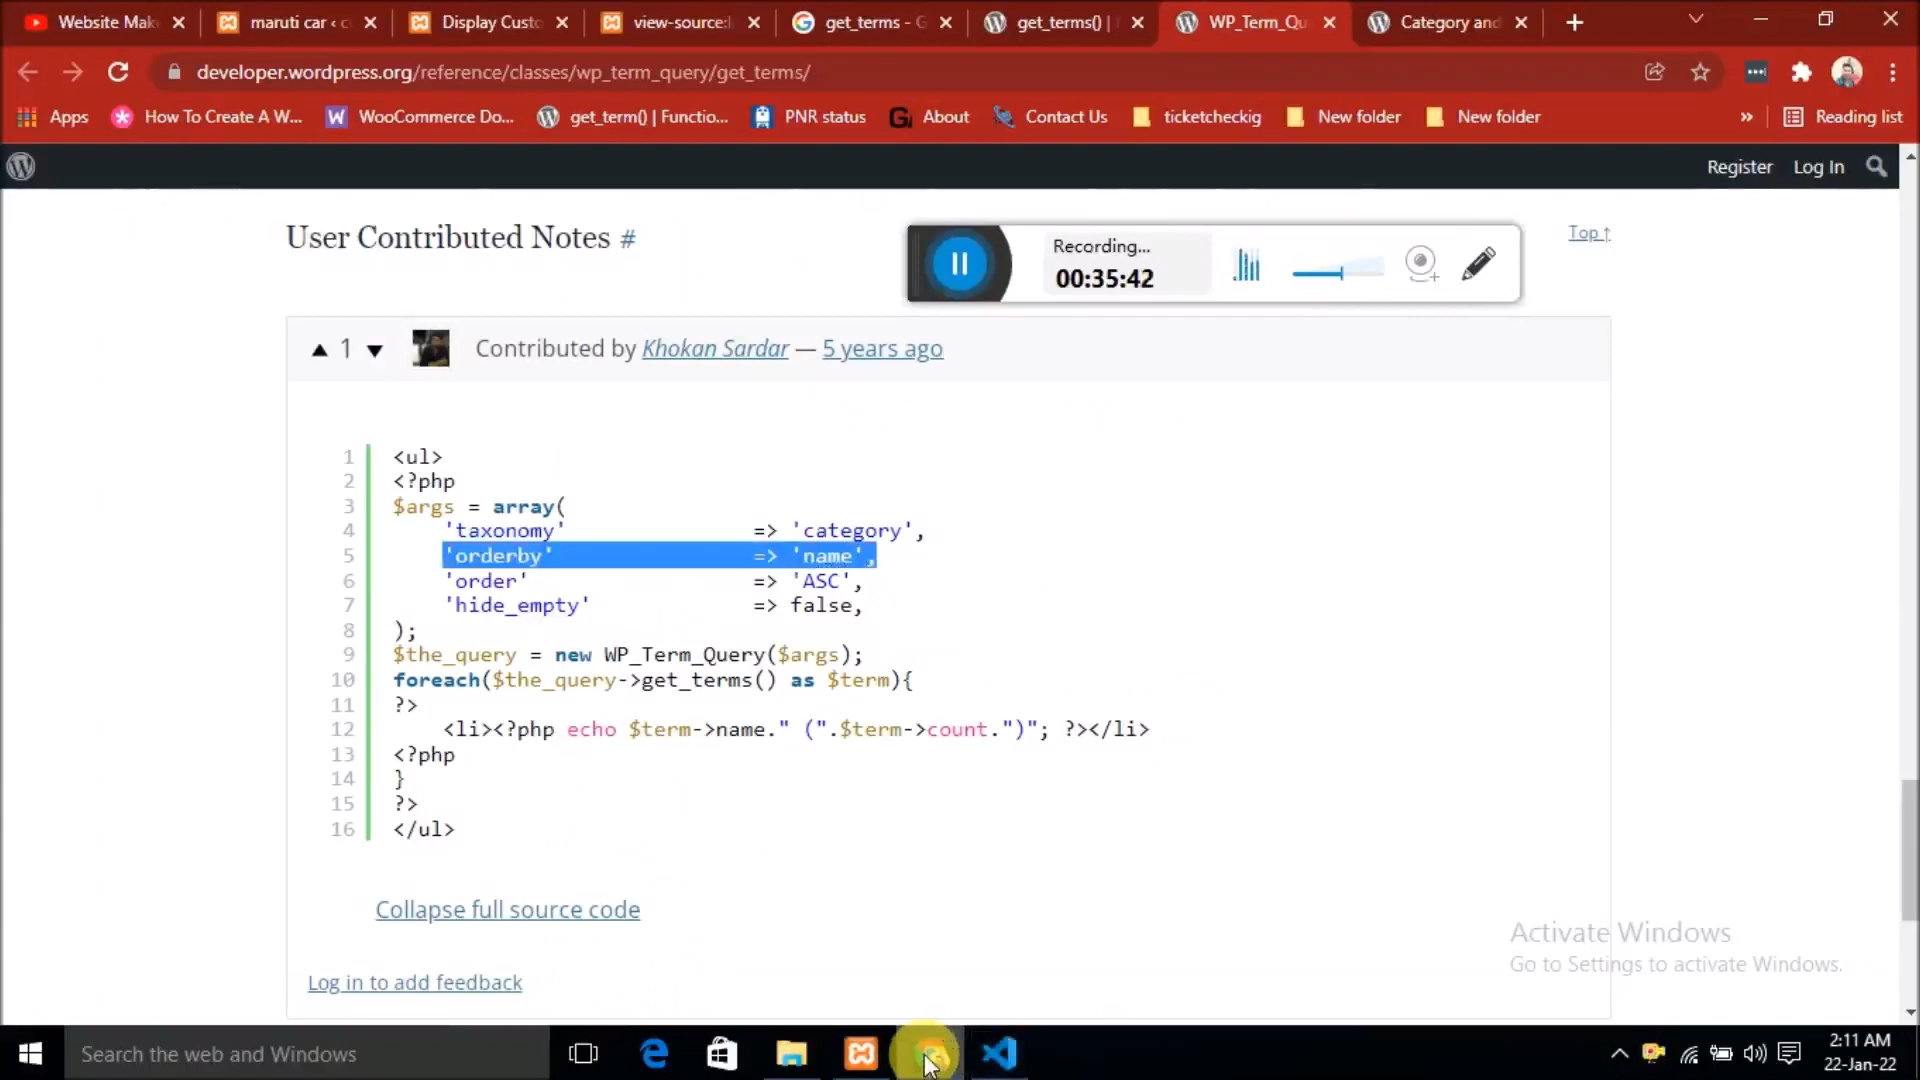 Website Mak
maruti car ‹ c
Display Custo
view-source:l
get_terms - G
get_terms() |
WP_Term_Qu
Category and
developer.wordpress.org/reference/classes/wp_term_query/get_terms/
Apps
How To Create A W...
WooCommerce Do...
get_term() | Functio...
PNR status
About
Contact Us
ticketcheckig
New folder
New folder
»
Reading list
Register
Log In
User Contributed Notes #
Recording...
00:35:42
Top ↑
▲ 1 ▼ Contributed by Khokan Sardar — 5 years ago
1 <ul>
2 <?php
3 $args = array(
4 'taxonomy' => 'category',
5 'orderby' => 'name',
6 'order' => 'ASC',
7 'hide_empty' => false,
8 );
9 $the_query = new WP_Term_Query($args);
10 foreach($the_query->get_terms() as $term){
11 ?>
12 <li><?php echo $term->name." (".$term->count.")"; ?></li>
13 <?php
14 }
15 ?>
16 </ul>
Collapse full source code
Log in to add feedback
Activate Windows
Go to Settings to activate Windows.
Search the web and Windows
2:11 AM
22-Jan-22